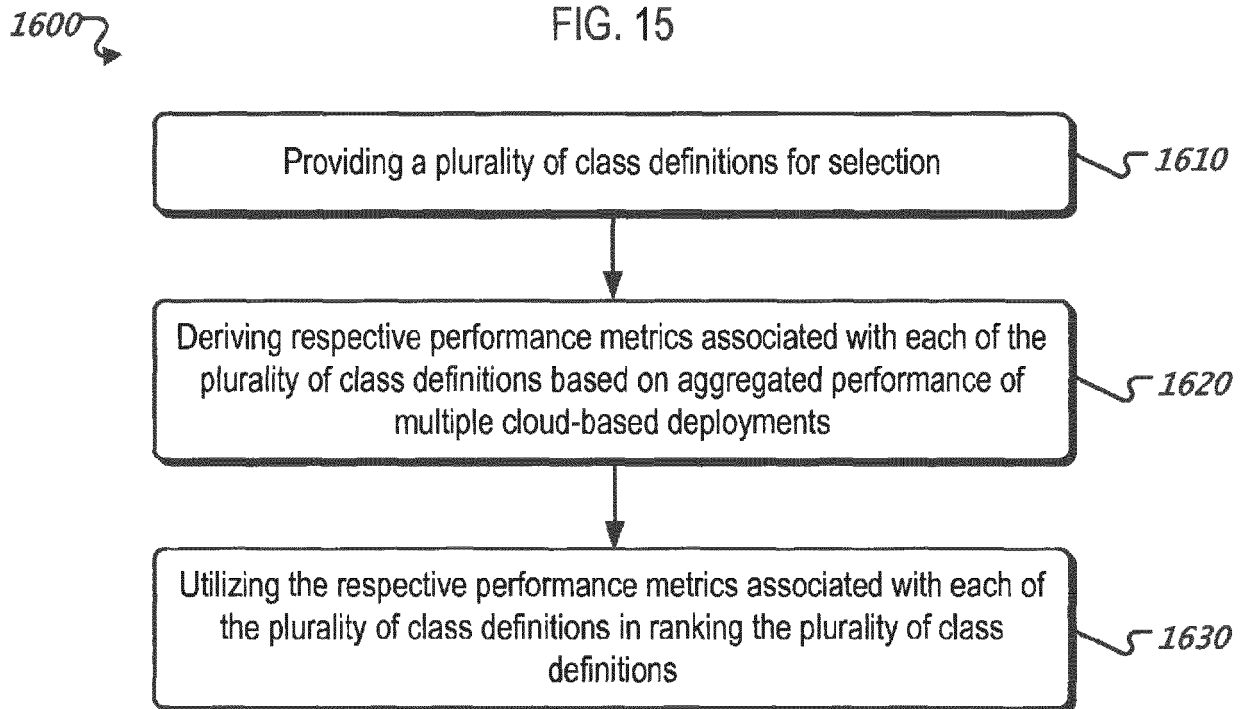 1600
FIG. 15
Providing a plurality of class definitions for selection
1610
Deriving respective performance metrics associated with each of the
plurality of class definitions based on aggregated performance of
multiple cloud-based deployments
1620
Utilizing the respective performance metrics associated with each of
the plurality of class definitions in ranking the plurality of class
definitions
1630